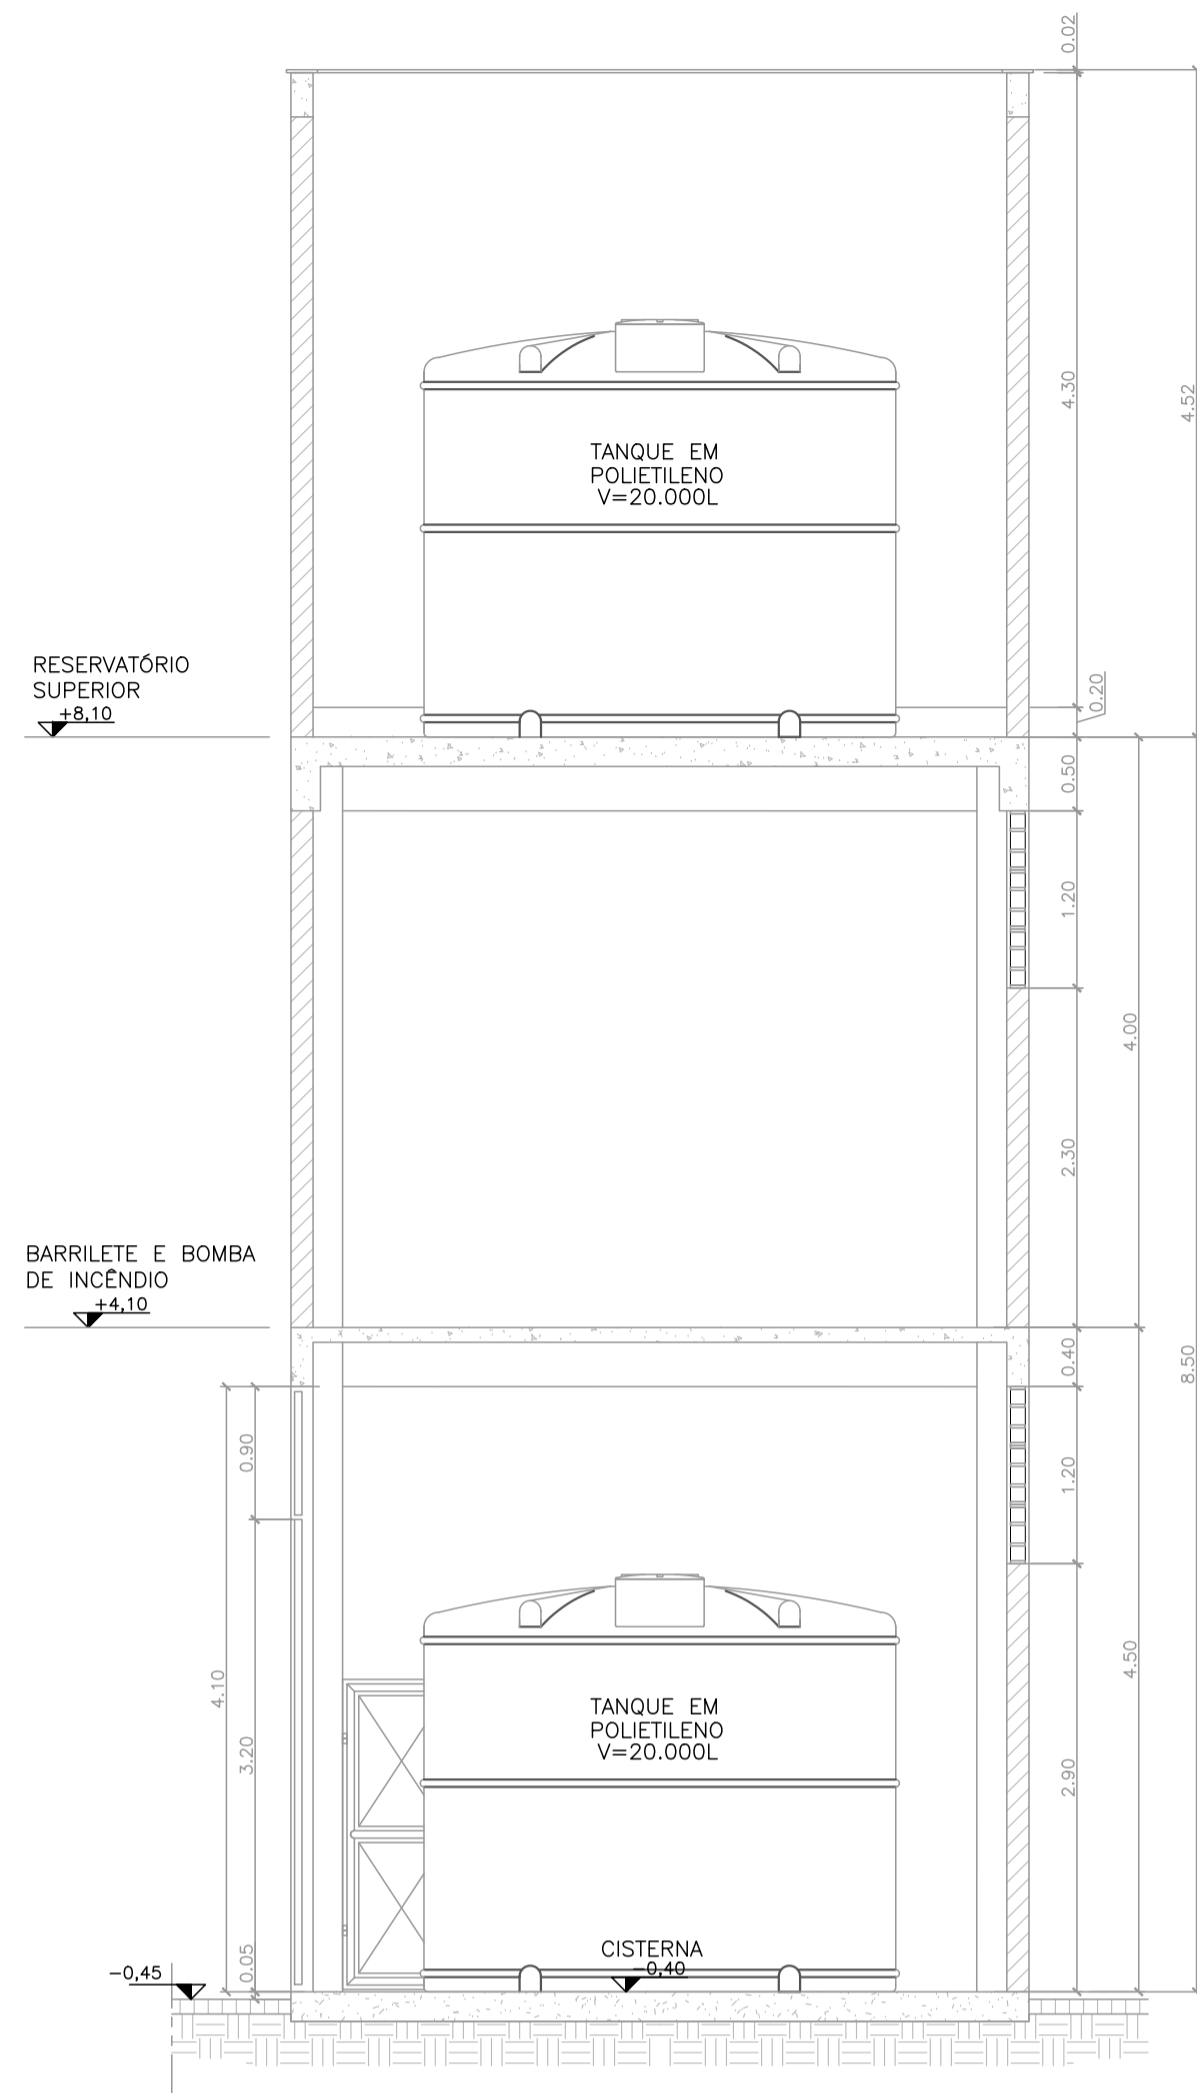 0.02
4.30
4.52
TANQUE EM
POLIETILENO
V=20.000L
RESERVATÓRIO
SUPERIOR
+8,10
0.20
0.50
1.20
4.00
2.30
BARRILETE E BOMBA
DE INCÊNDIO
+4,10
0.40
8.50
0.90
1.20
4.10
4.50
TANQUE EM
POLIETILENO
V=20.000L
3.20
2.90
CISTERNA
-0,40
0.05
-0,45